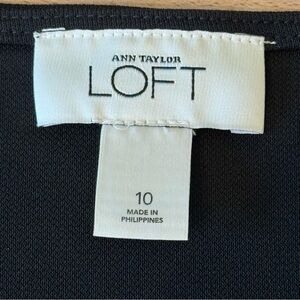 ANN TAYLOR
LOFT
10
MADE IN
PHILIPPINES